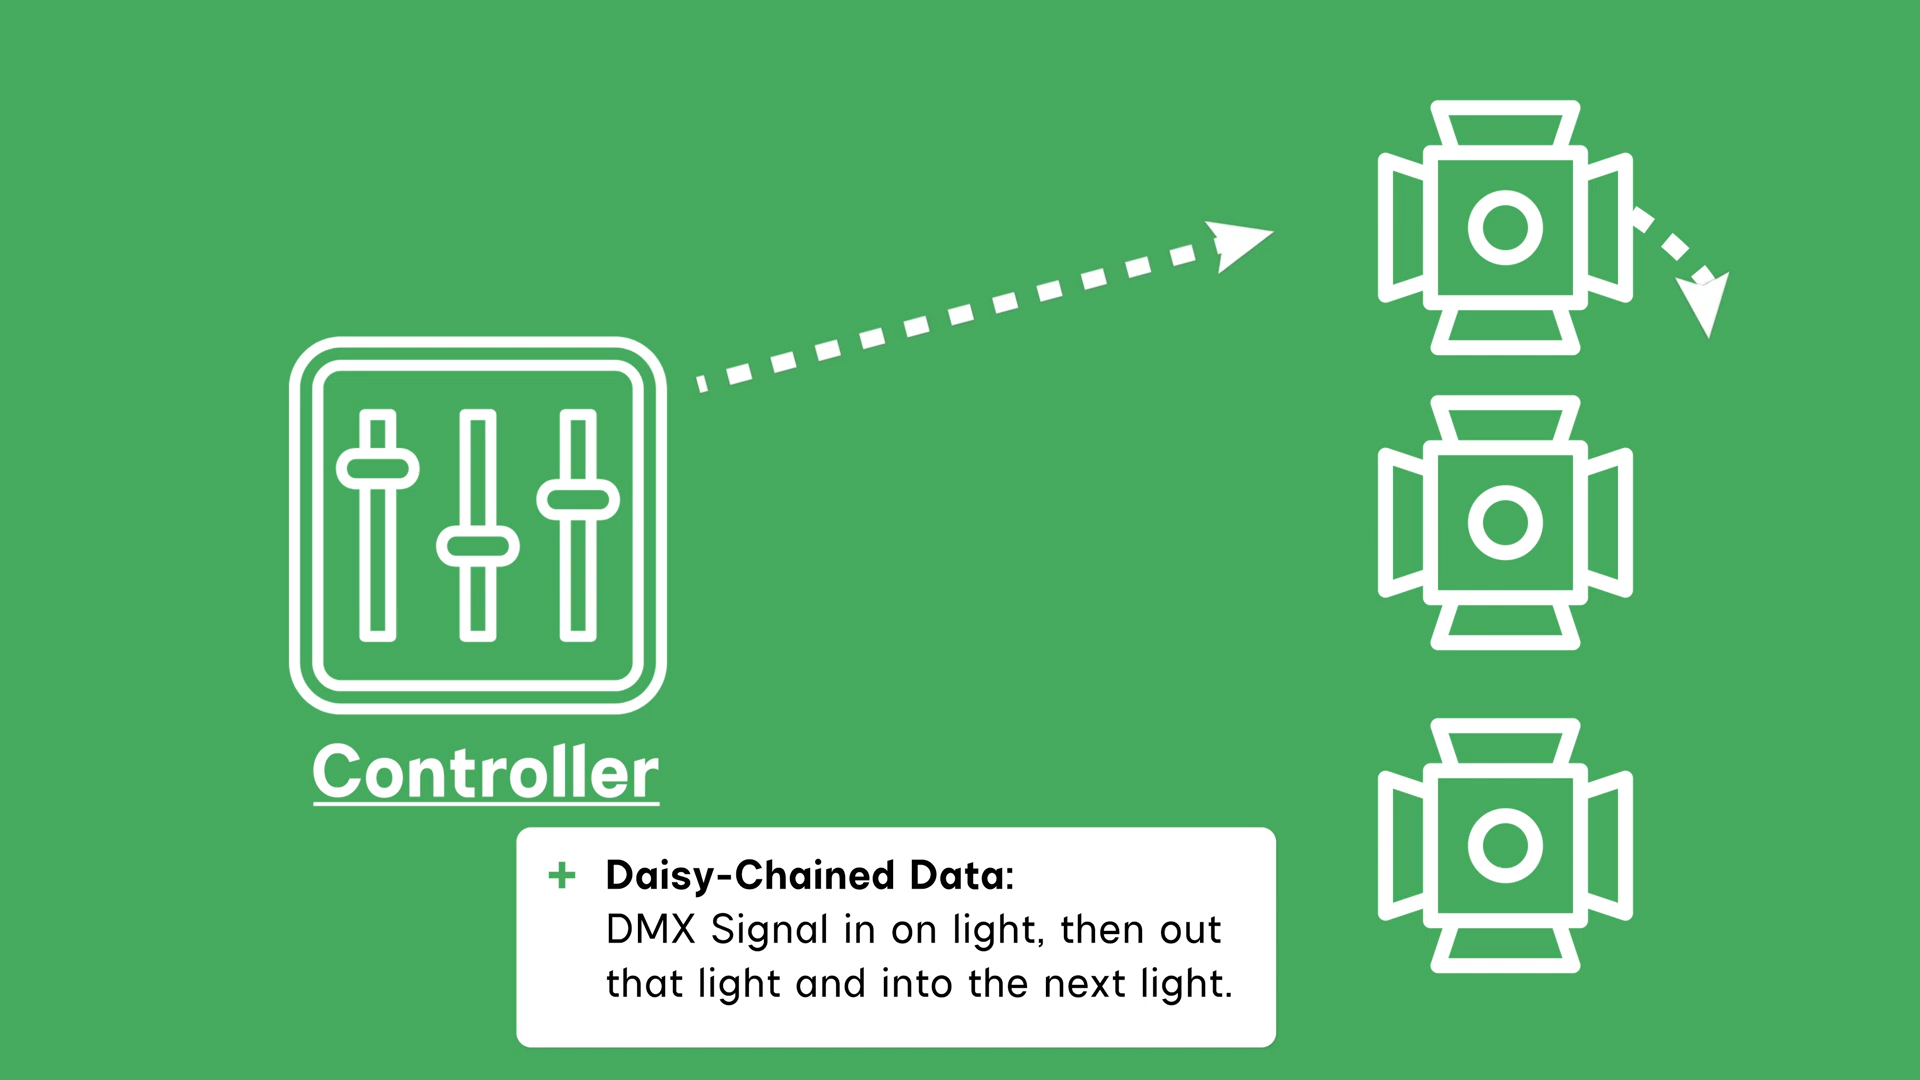 Controller
+ Daisy-Chained Data:
DMX Signal in on light, then out
that light and into the next light.